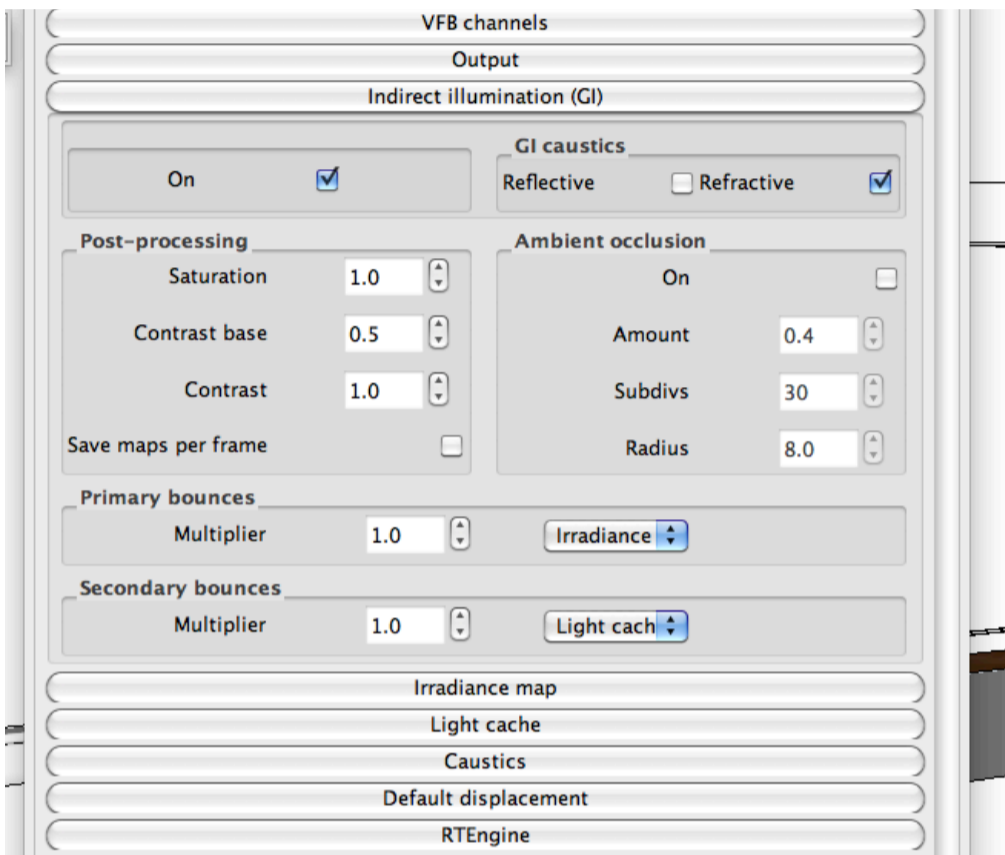 VFB channels
Output
Indirect illumination (GI)
GI caustics
On
Reflective
Refractive
Post-processing
Ambient occlusion
Saturation 1.0
On
Contrast base 0.5
Amount 0.4
Contrast 1.0
Subdivs 30
Save maps per frame
Radius 8.0
Primary bounces
Multiplier 1.0 Irradiance
Secondary bounces
Multiplier 1.0 Light cach
Irradiance map
Light cache
Caustics
Default displacement
RTEngine